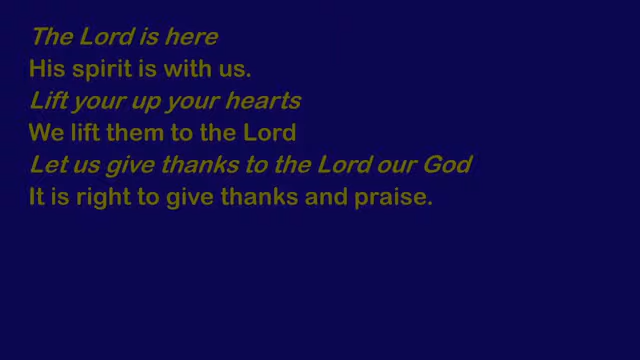 The Lord is here
His spirit is with us.
Lift your up your hearts
We lift them to the Lord
Let us give thanks to the Lord our God
It is right to give thanks and praise.